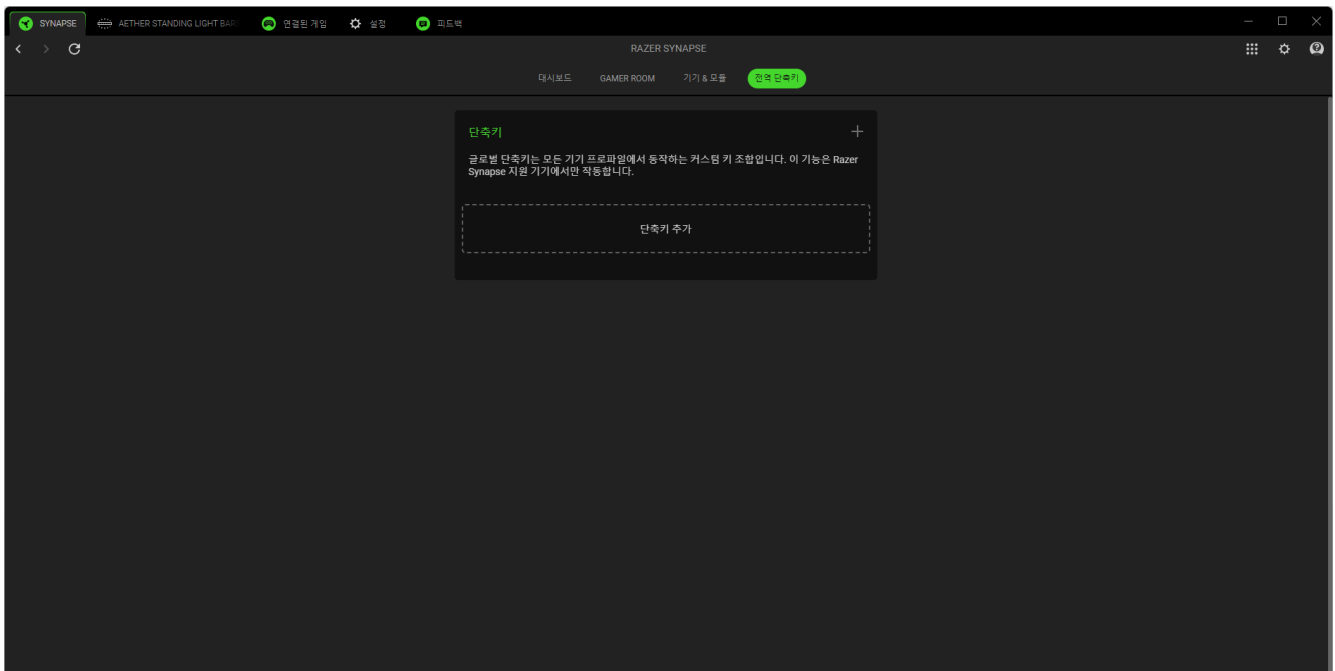 SYNAPSE
AETHER STANDING LIGHT BAR
연결된 게임
설정
피드백
RAZER SYNAPSE
대시보드
GAMER ROOM
기기 & 모듈
전역 단축키
단축키
글로벌 단축키는 모든 기기 프로파일에서 동작하는 커스텀 키 조합입니다. 이 기능은 Razer
Synapse 지원 기기에서만 작동합니다.
단축키 추가